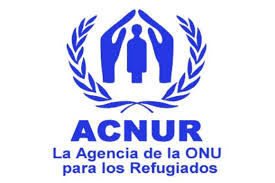 ACNUR
La Agencia de la ONU
para los Refugiados